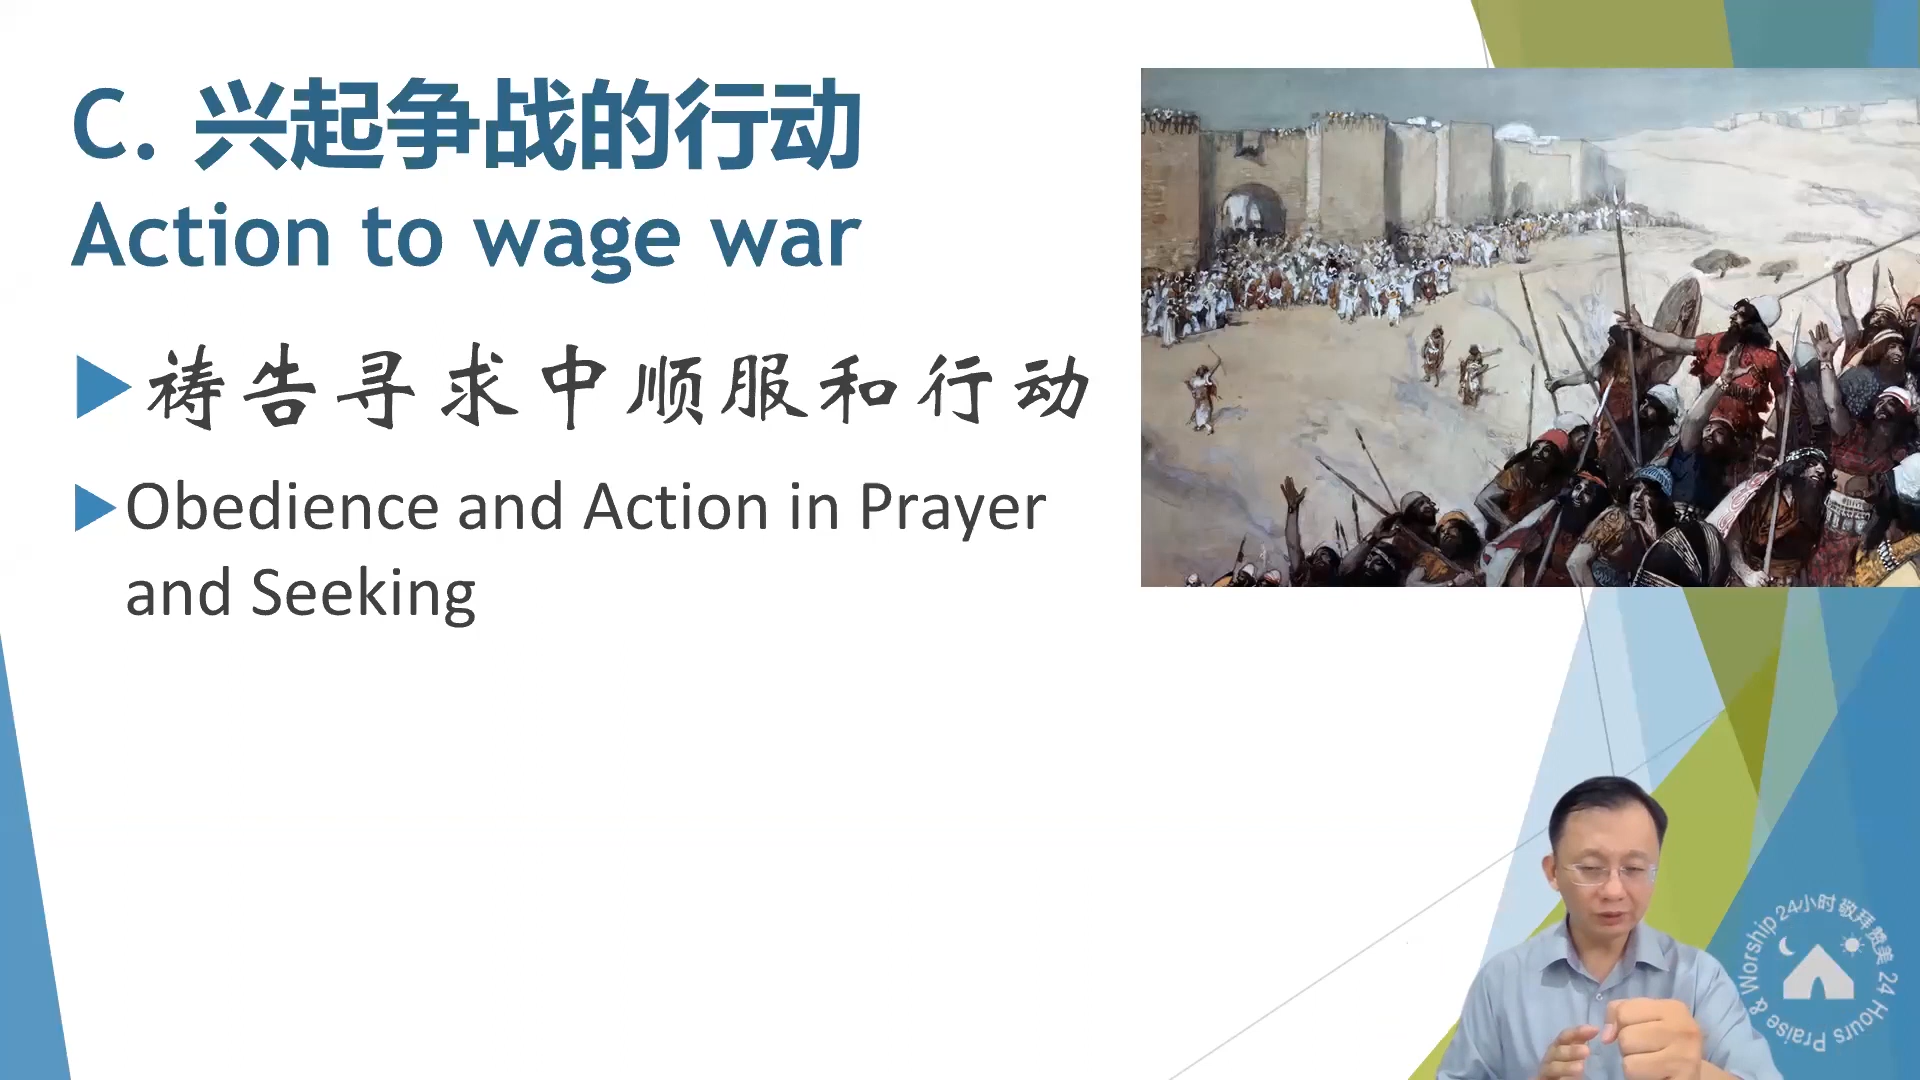 C. 兴起争战的行动
Action to wage war
祷告寻求中顺服和行动
Obedience and Action in Prayer
and Seeking
24小时敬拜赞美
24 Hours Praise & Worship